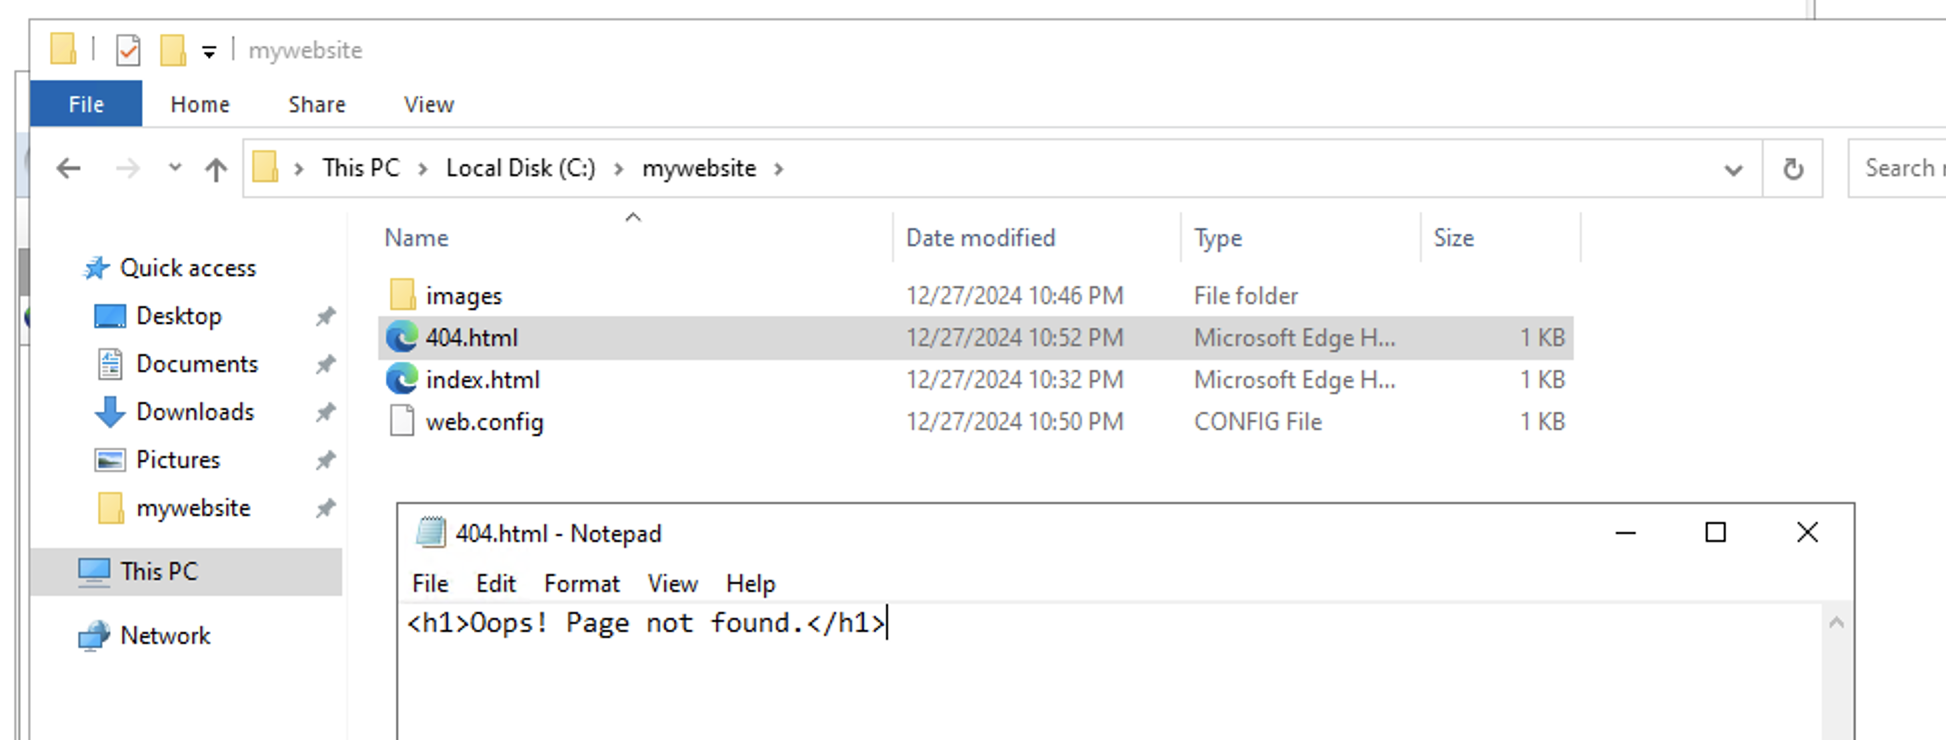 mywebsite
File Home Share View
This PC Local Disk (C:) mywebsite
Search
Name Date modified Type Size
Quick access
Desktop
Documents
Downloads
Pictures
mywebsite
This PC
Network
images 12/27/2024 10:46 PM File folder
404.html 12/27/2024 10:52 PM Microsoft Edge H... 1 KB
index.html 12/27/2024 10:32 PM Microsoft Edge H... 1 KB
web.config 12/27/2024 10:50 PM CONFIG File 1 KB
404.html - Notepad
File Edit Format View Help
<h1>Oops! Page not found.</h1>